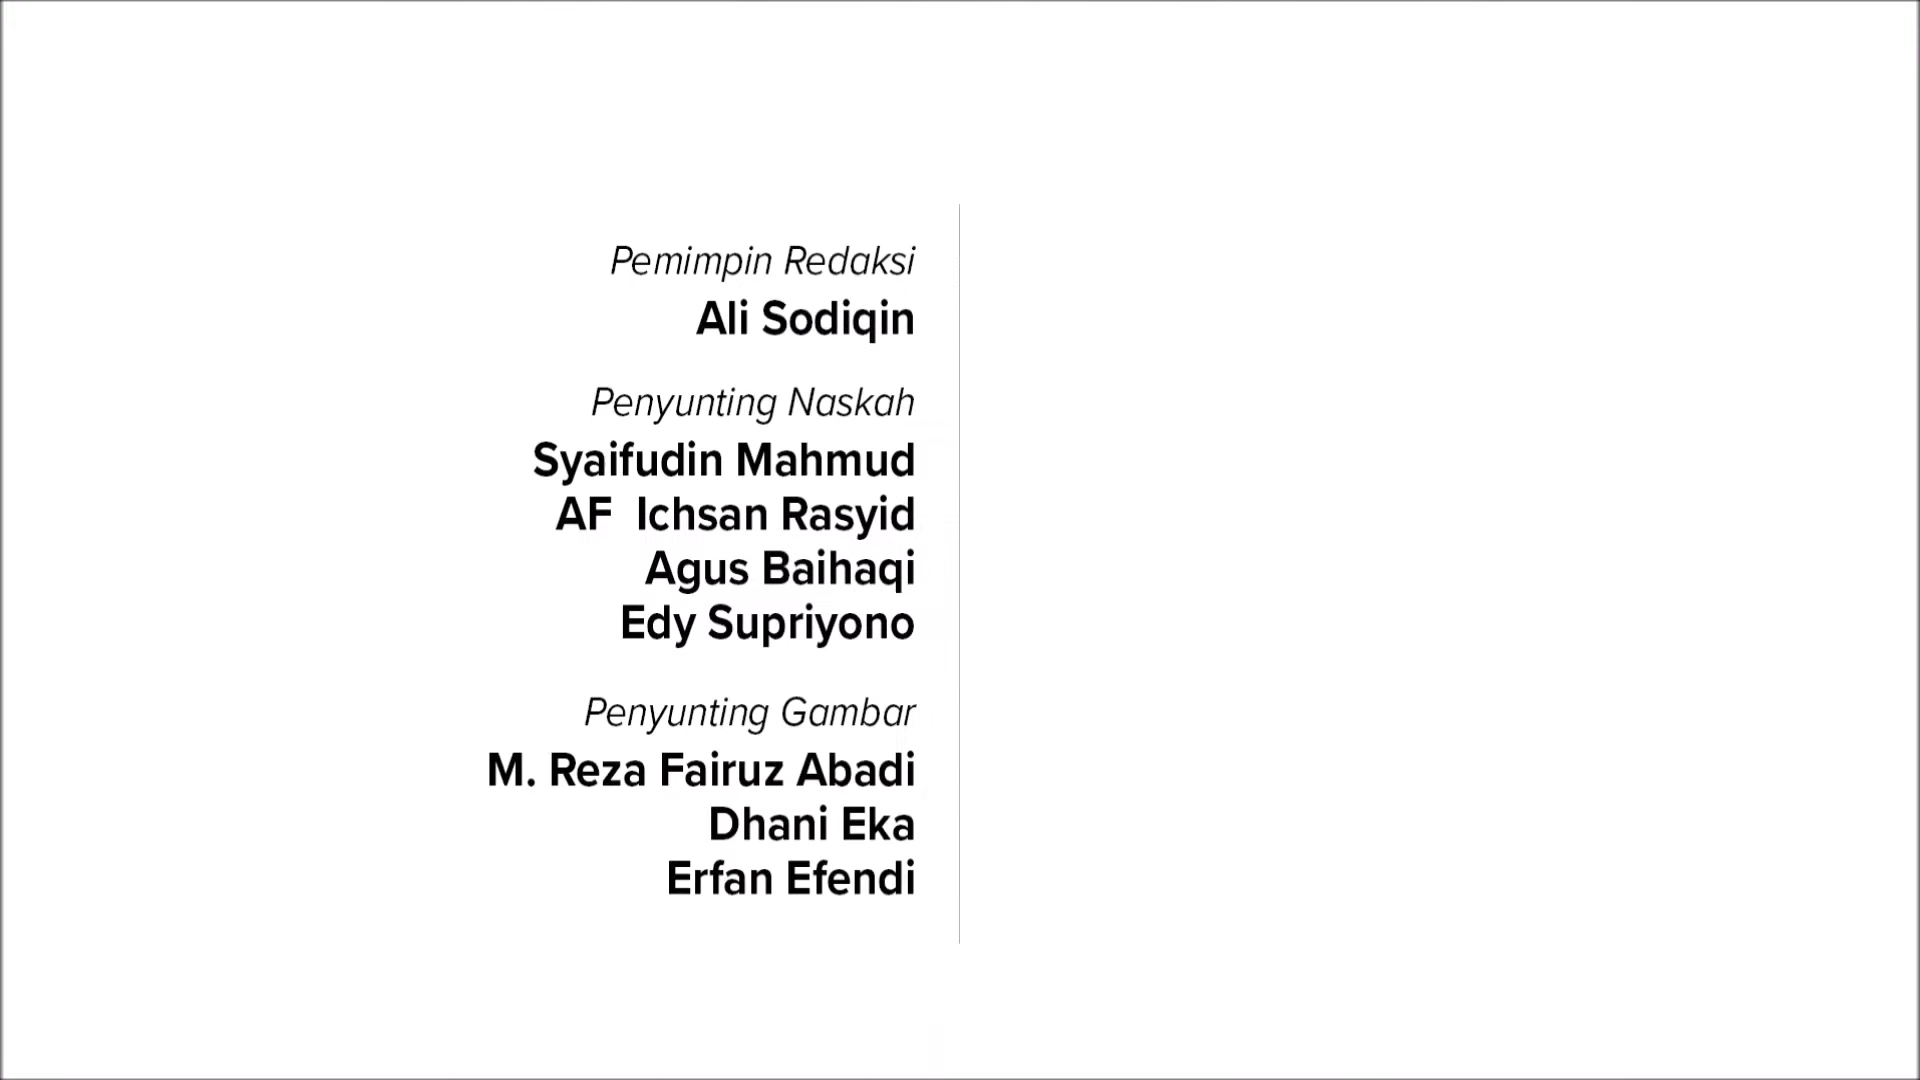 Pemimpin Redaksi
Ali Sodiqin
Penyunting Naskah
Syaifudin Mahmud
AF  Ichsan Rasyid
Agus Baihaqi
Edy Supriyono
Penyunting Gambar
M. Reza Fairuz Abadi
Dhani Eka
Erfan Efendi